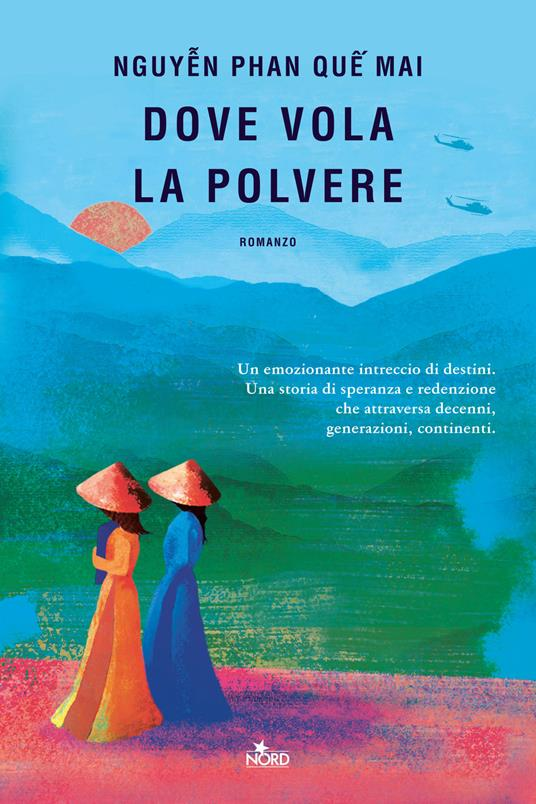 NGUYỄN PHAN QUẾ MAI
DOVE VOLA
LA POLVERE
ROMANZO
Un emozionante intreccio di destini.
Una storia di speranza e redenzione
che attraversa decenni,
generazioni, continenti.
NORD